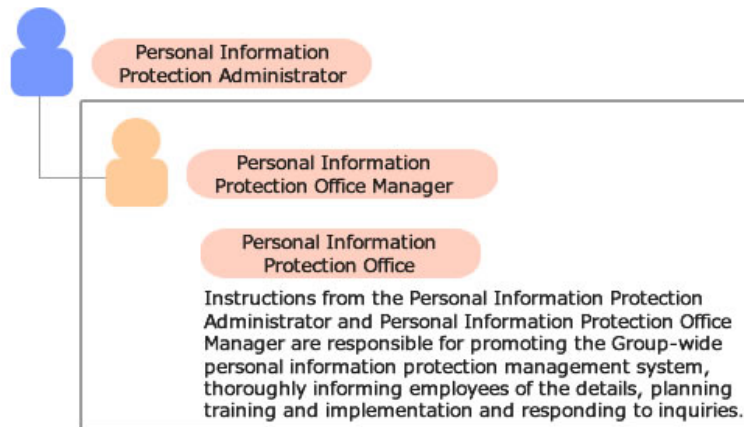 Personal Information
Protection Administrator
Personal Information
Protection Office Manager
Personal Information
Protection Office
Instructions from the Personal Information Protection
Administrator and Personal Information Protection Office
Manager are responsible for promoting the Group-wide
personal information protection management system,
thoroughly informing employees of the details, planning
training and implementation and responding to inquiries.